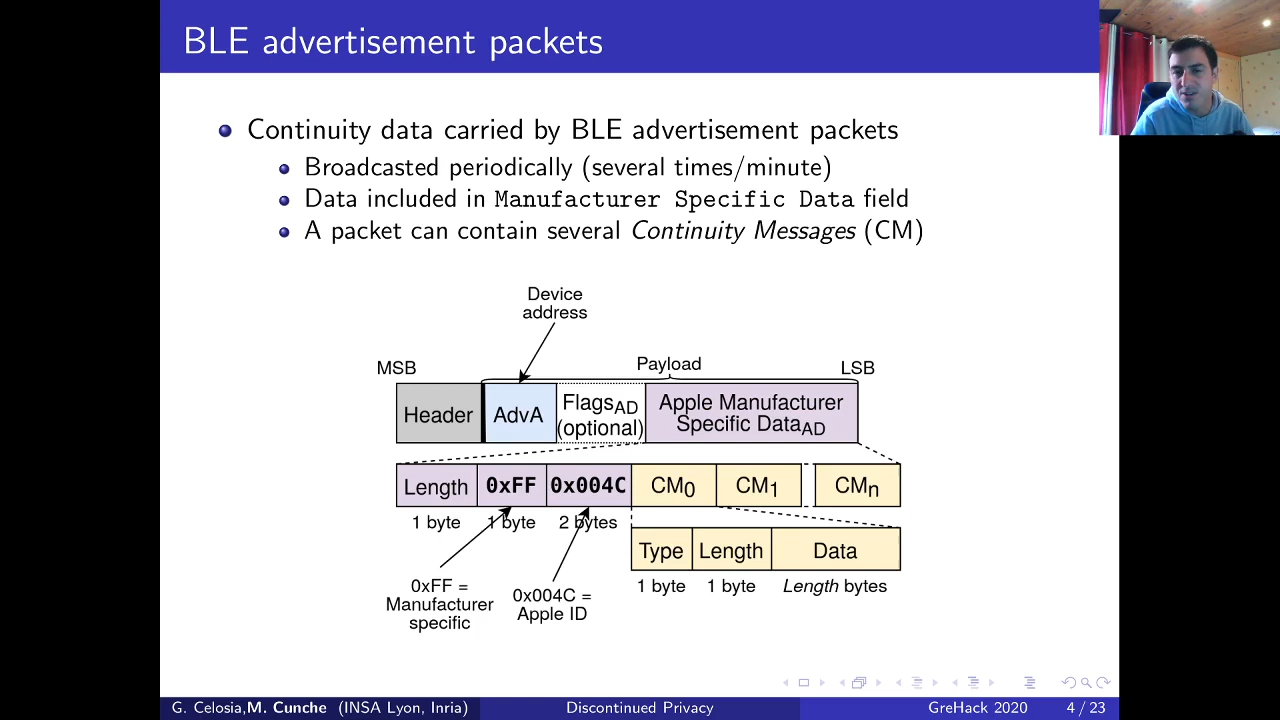 BLE advertisement packets
Continuity data carried by BLE advertisement packets
Broadcasted periodically (several times/minute)
Data included in Manufacturer Specific Data field
A packet can contain several Continuity Messages (CM)
Device
address
MSB
Payload
LSB
Header
AdvA
FlagsAD
(optional)
Apple Manufacturer
Specific DataAD
Length
0xFF
0x004C
CM0
CM1
CMn
1 byte
1 byte
2 bytes
Type
Length
Data
1 byte
1 byte
Length bytes
0xFF =
Manufacturer
specific
0x004C =
Apple ID
G. Celosia,M. Cunche (INSA Lyon, Inria)
Discontinued Privacy
GreHack 2020
4 / 23